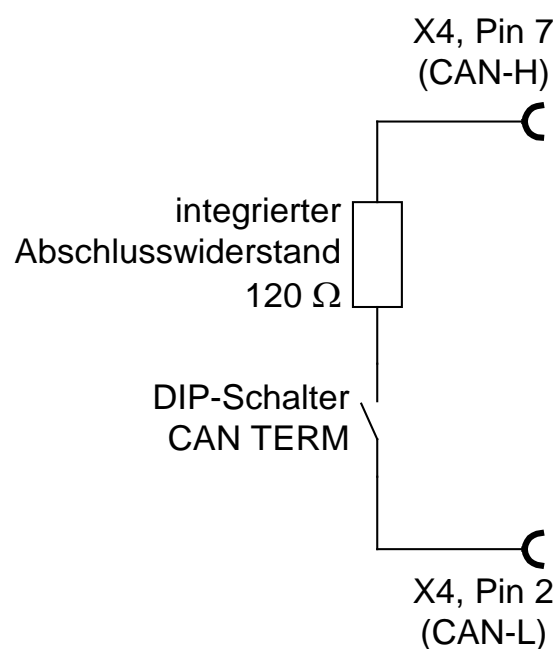 X4, Pin 7
(CAN-H)
integrierter
Abschlusswiderstand
120 Ω
DIP-Schalter
CAN TERM
X4, Pin 2
(CAN-L)